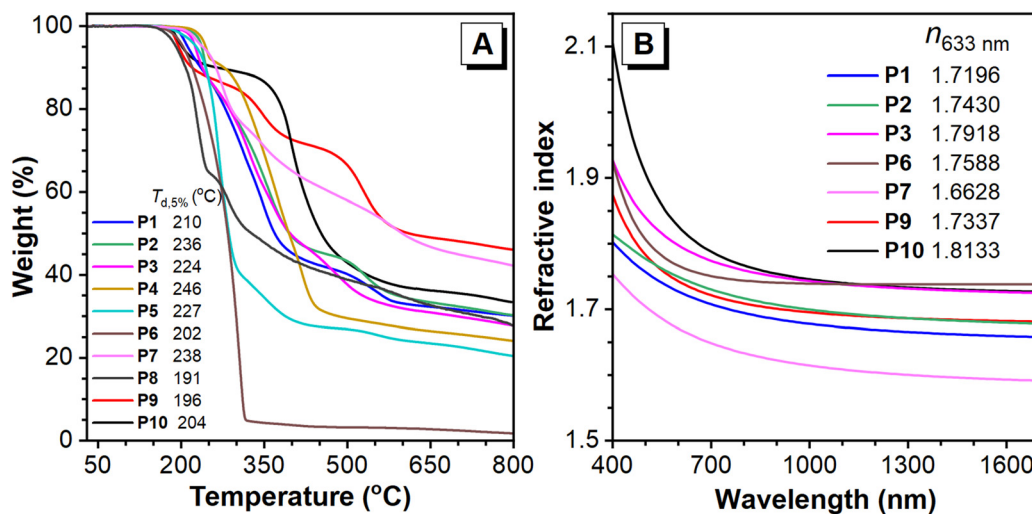 A
Weight (%)
100
80
60
40
20
0
Td,5% (°C)
P1 210
P2 236
P3 224
P4 246
P5 227
P6 202
P7 238
P8 191
P9 196
P10 204
50 200 350 500 650 800
Temperature (°C)
B
Refractive index
2.1
1.9
1.7
1.5
n633 nm
P1 1.7196
P2 1.7430
P3 1.7918
P6 1.7588
P7 1.6628
P9 1.7337
P10 1.8133
400 700 1000 1300 1600
Wavelength (nm)